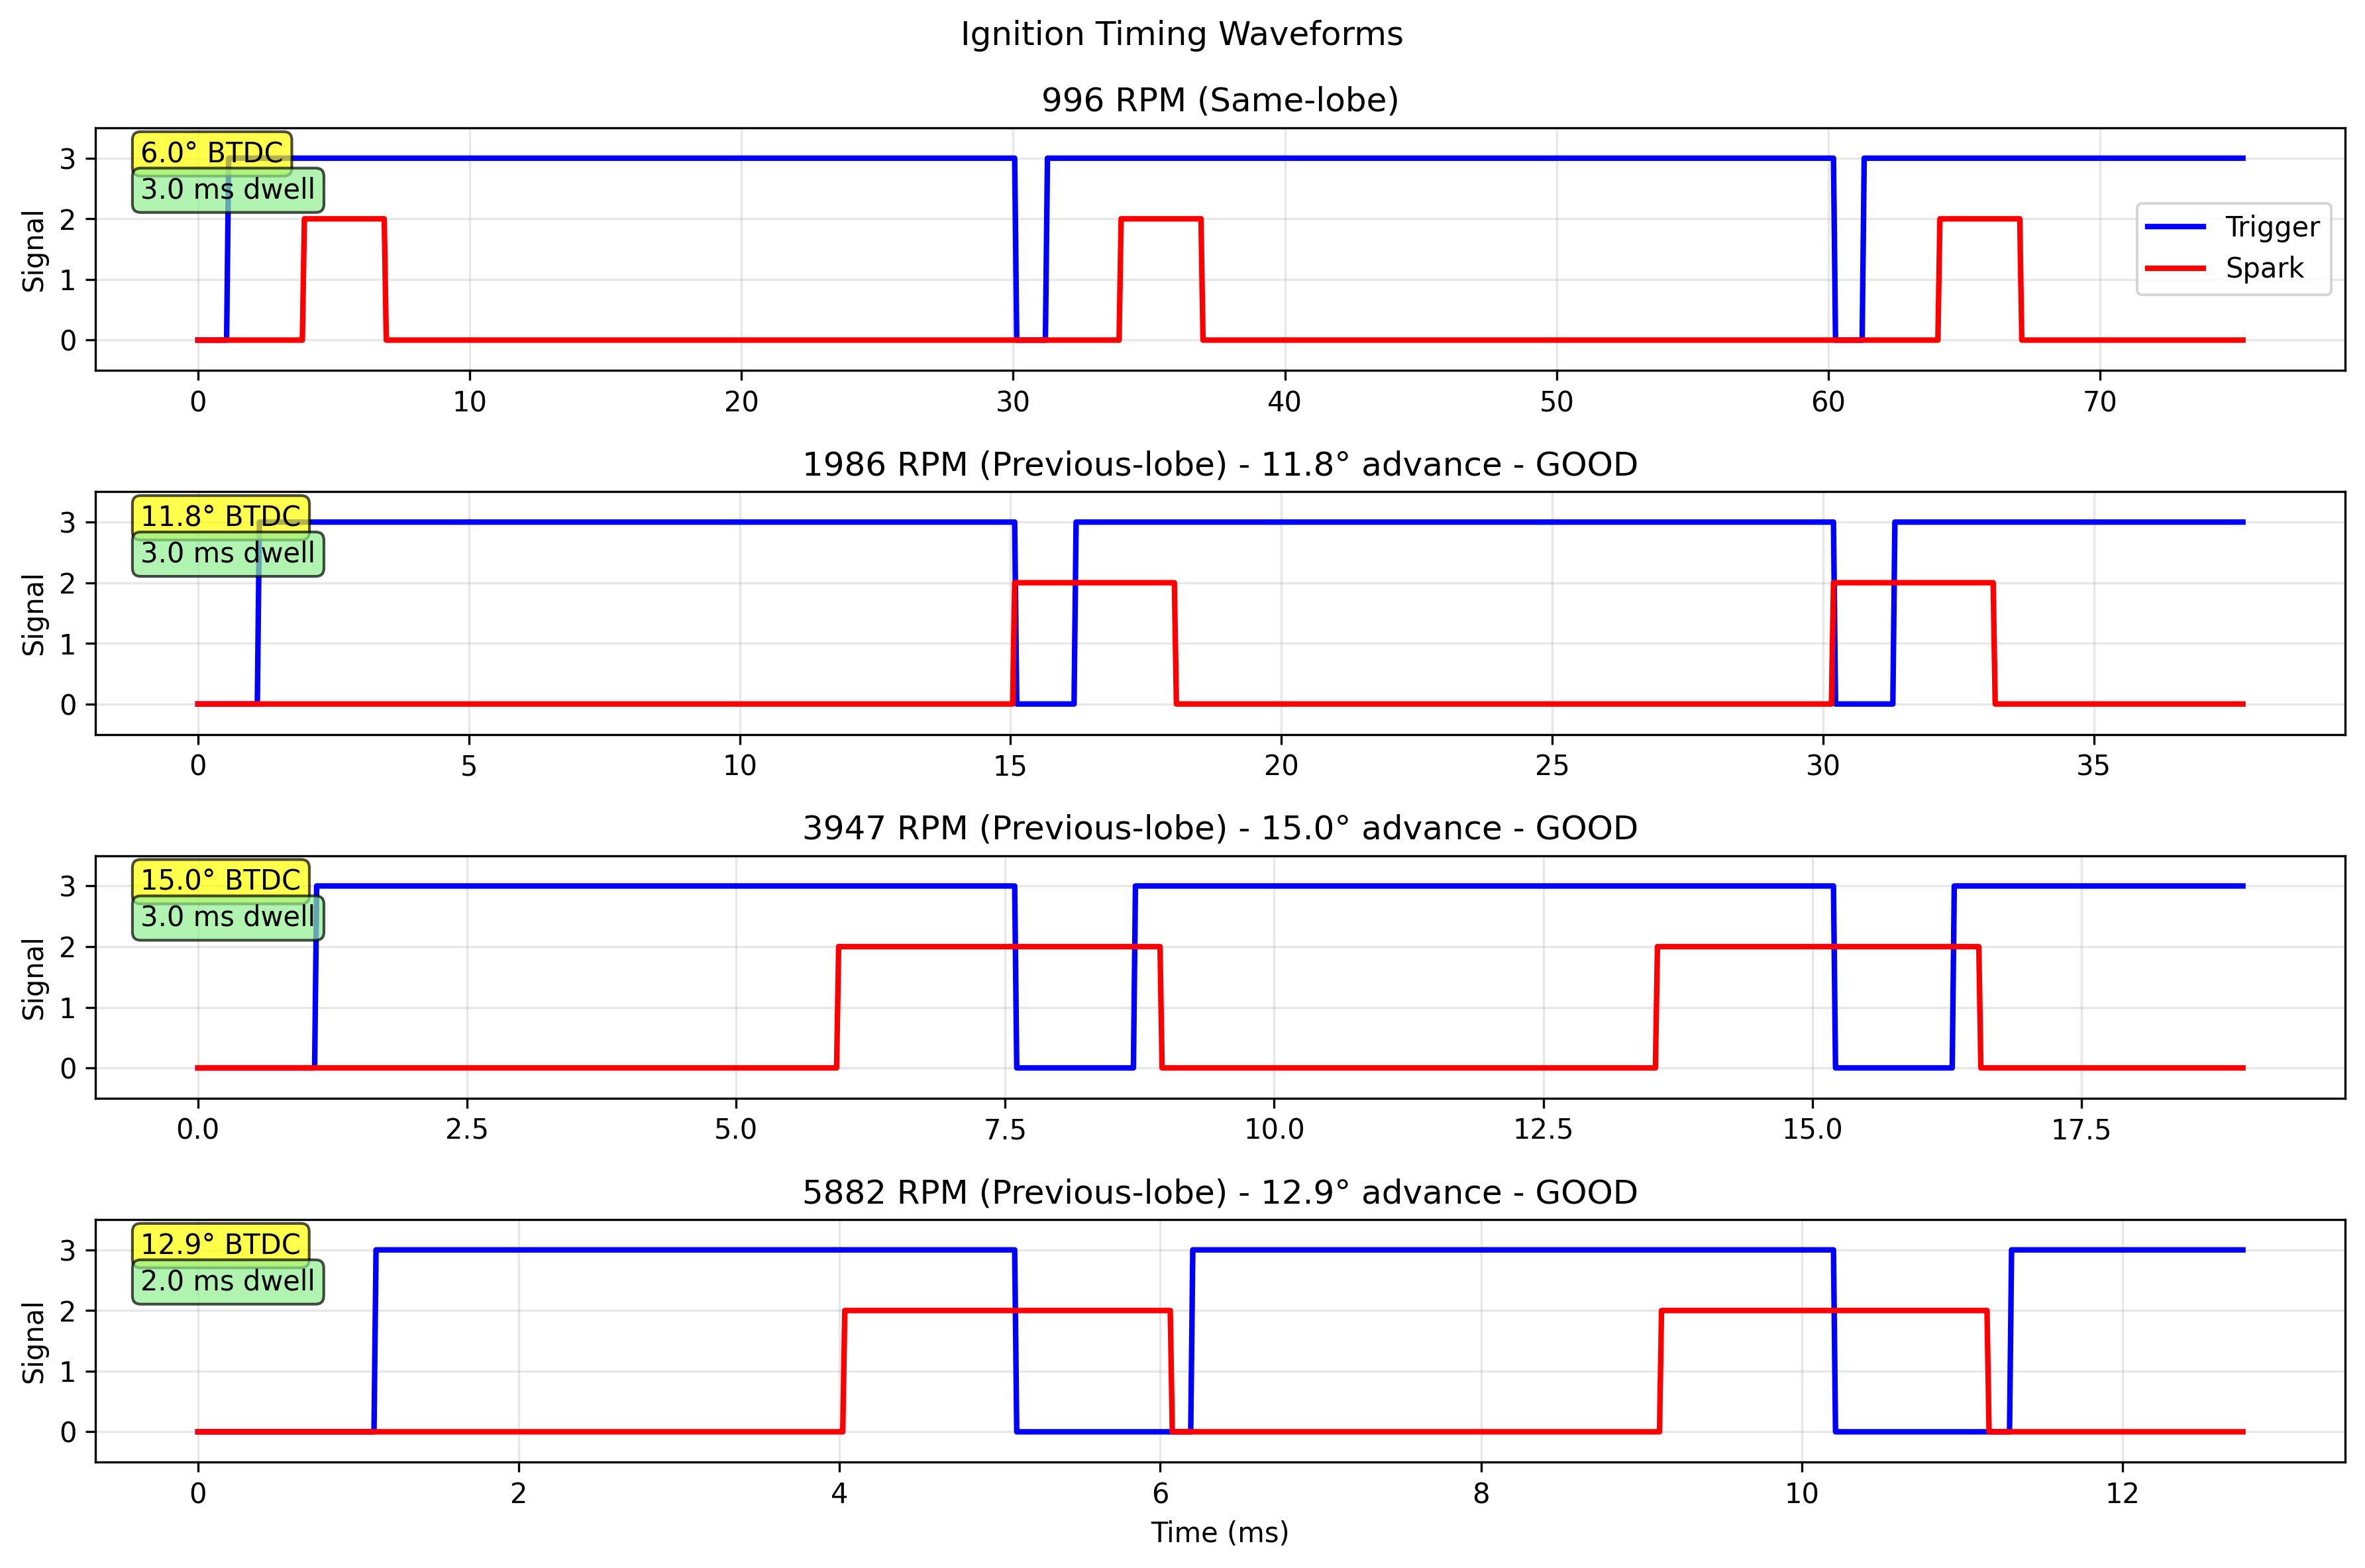 Ignition Timing Waveforms
996 RPM (Same-lobe)
6.0° BTDC
3.0 ms dwell
Signal
3
2
1
0
Trigger
Spark
0 10 20 30 40 50 60 70
1986 RPM (Previous-lobe) - 11.8° advance - GOOD
11.8° BTDC
3.0 ms dwell
Signal
3
2
1
0
0 5 10 15 20 25 30 35
3947 RPM (Previous-lobe) - 15.0° advance - GOOD
15.0° BTDC
3.0 ms dwell
Signal
3
2
1
0
0.0 2.5 5.0 7.5 10.0 12.5 15.0 17.5
5882 RPM (Previous-lobe) - 12.9° advance - GOOD
12.9° BTDC
2.0 ms dwell
Signal
3
2
1
0
0 2 4 6 8 10 12
Time (ms)